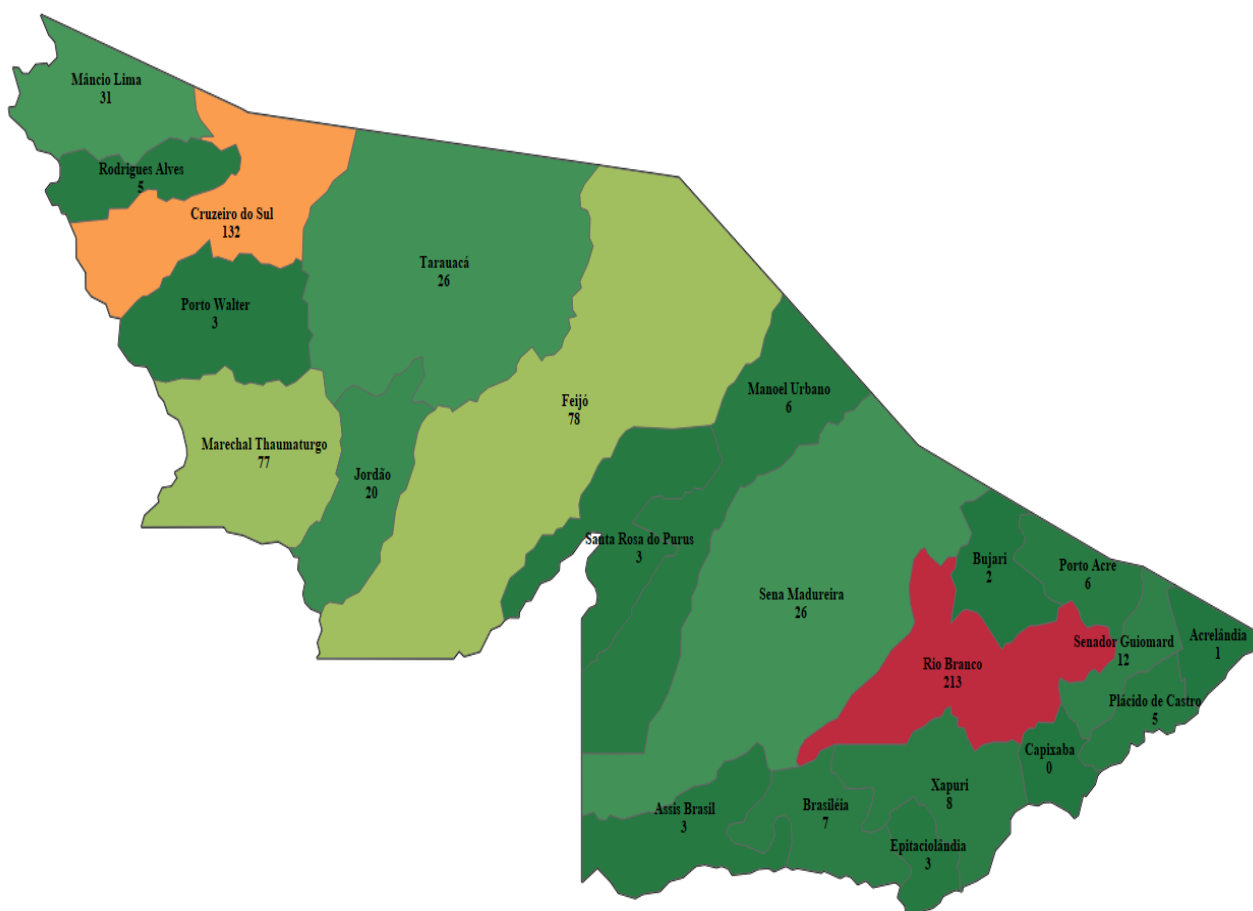 Mâncio Lima
31
Rodrigues Alves
5
Cruzeiro do Sul
132
Tarauacá
26
Porto Walter
3
Manoel Urbano
6
Feijó
78
Marechal Thaumaturgo
77
Jordão
20
Santa Rosa do Purus
3
Bujari
2
Porto Acre
6
Sena Madureira
26
Senador Guiomard
12
Acrelândia
1
Rio Branco
213
Plácido de Castro
5
Capixaba
0
Xapuri
8
Assis Brasil
3
Brasiléia
7
Epitaciolândia
3